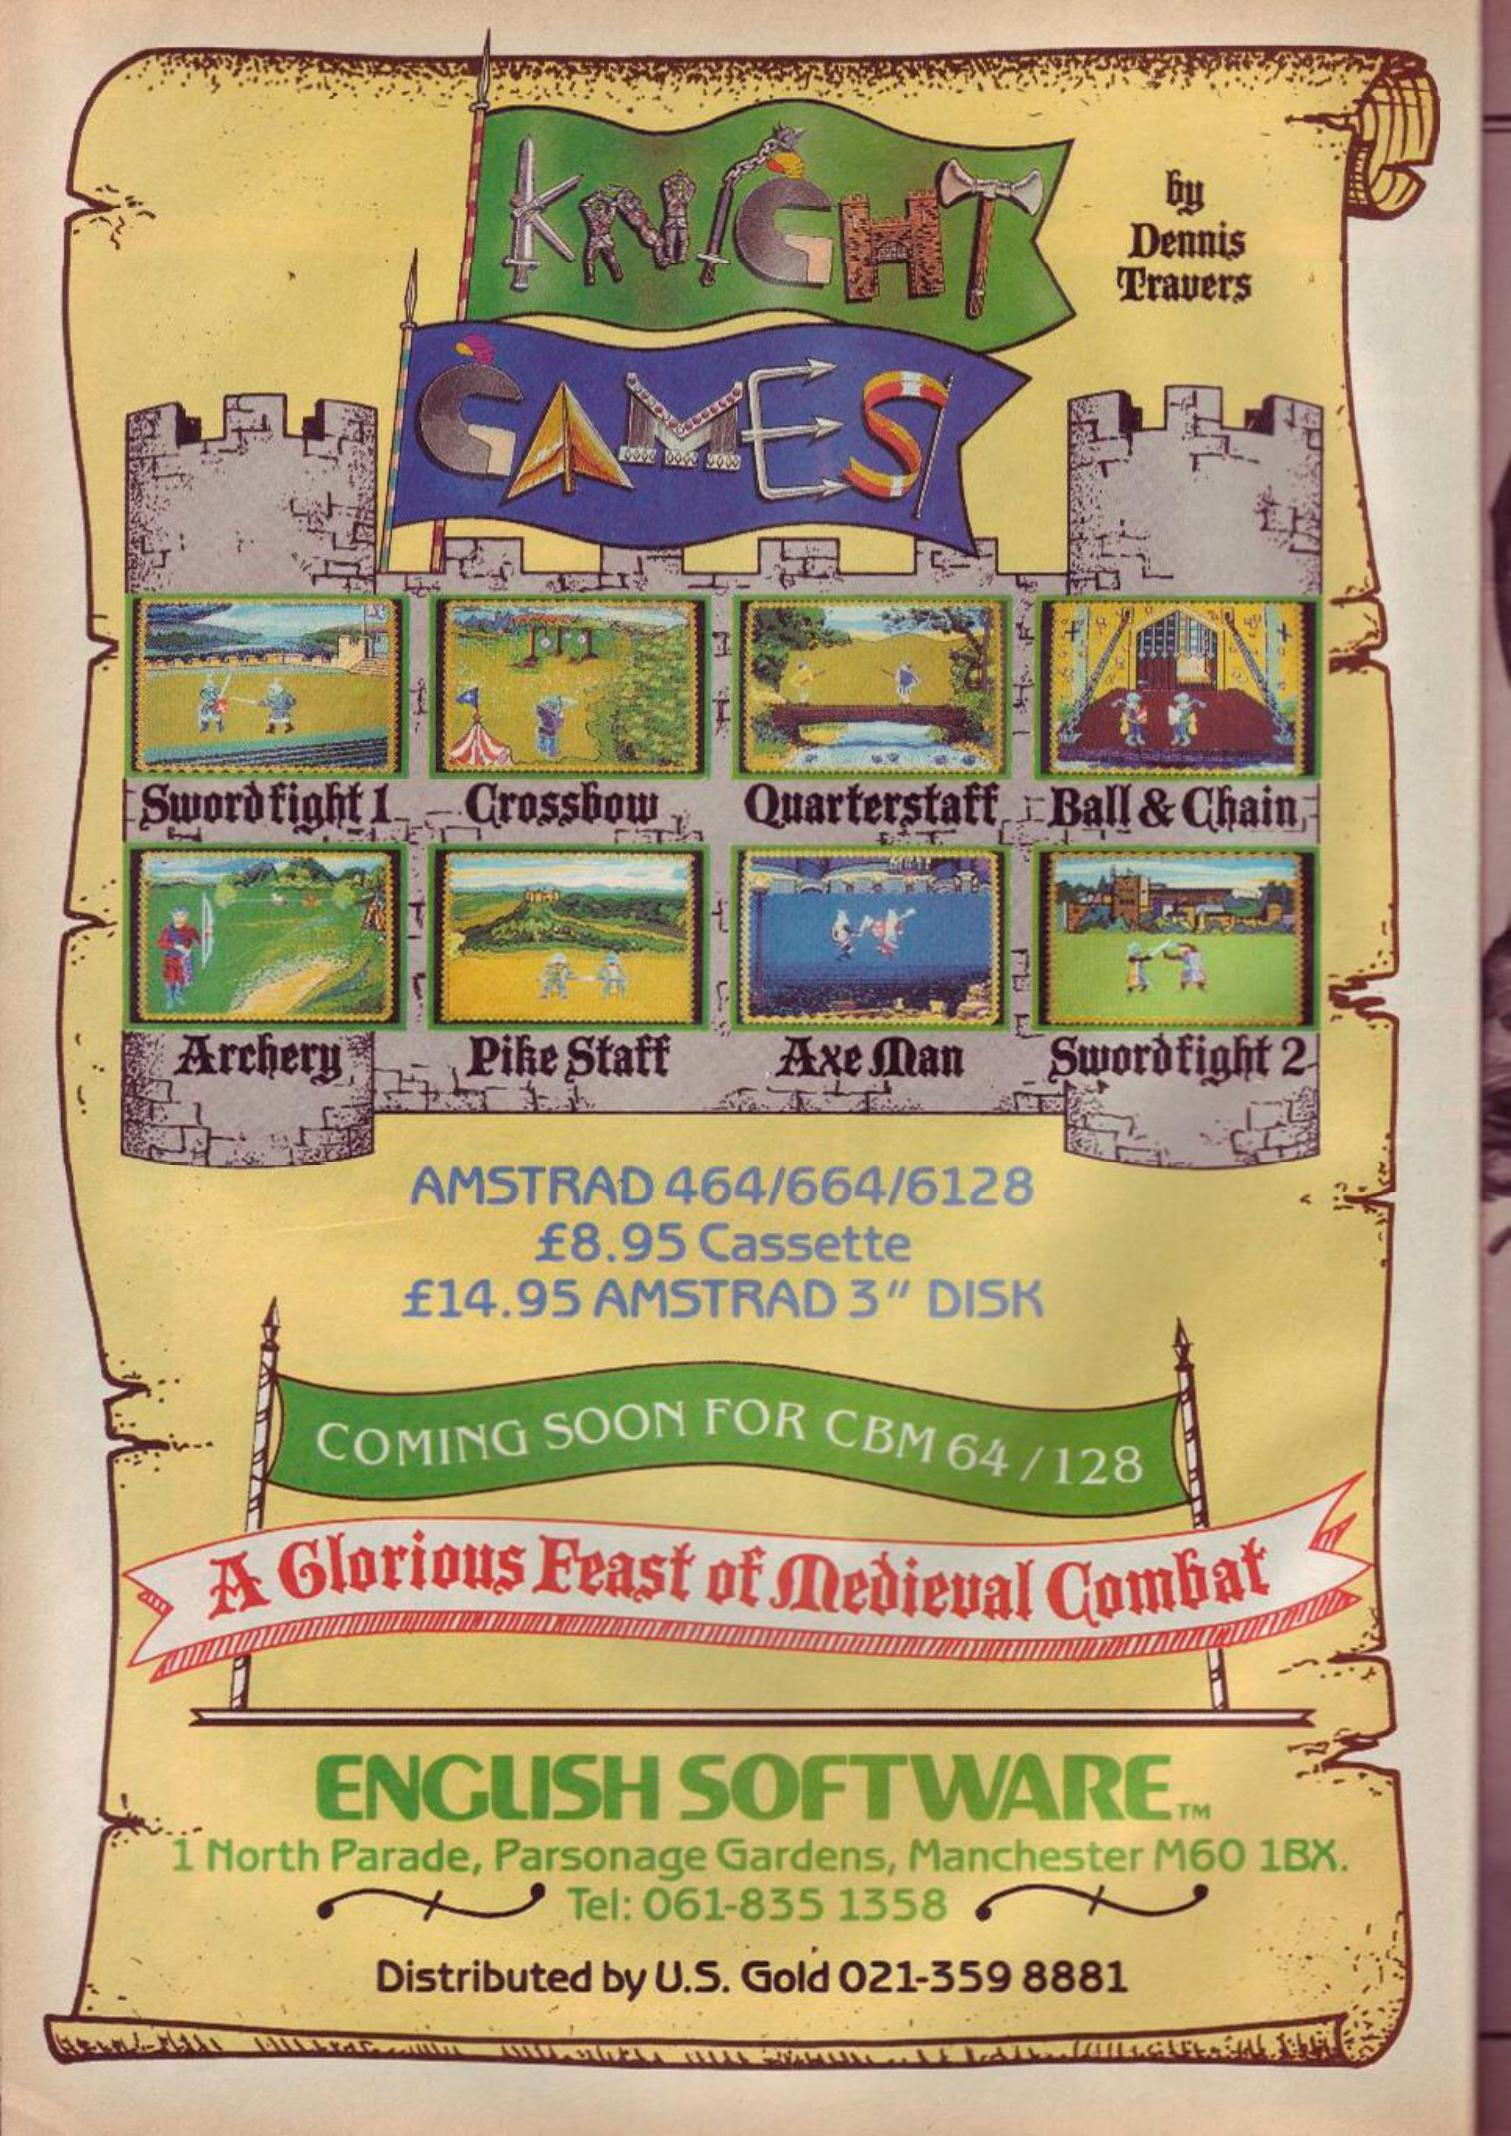 KNIGHT
GAMES
by
Dennis
Travers
Swordfight 1
Crossbow
Quarterstaff
Ball & Chain
Archery
Pike Staff
Axe Man
Swordfight 2
AMSTRAD 464/664/6128
£8.95 Cassette
£14.95 AMSTRAD 3" DISK
COMING SOON FOR CBM 64/128
A Glorious Feast of Medieval Combat
ENGLISH SOFTWARE TM
1 North Parade, Parsonage Gardens, Manchester M60 1BX.
Tel: 061-835 1358
Distributed by U.S. Gold 021-359 8881